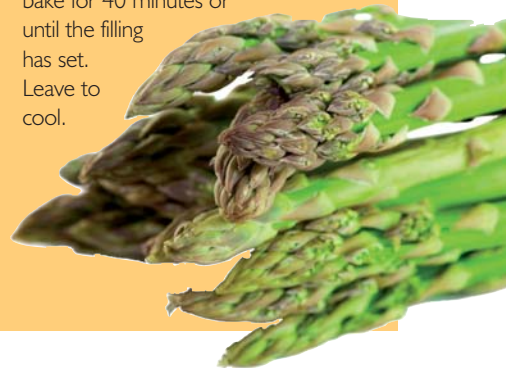 bake for 40 minutes or
until the filling
has set.
Leave to
cool.